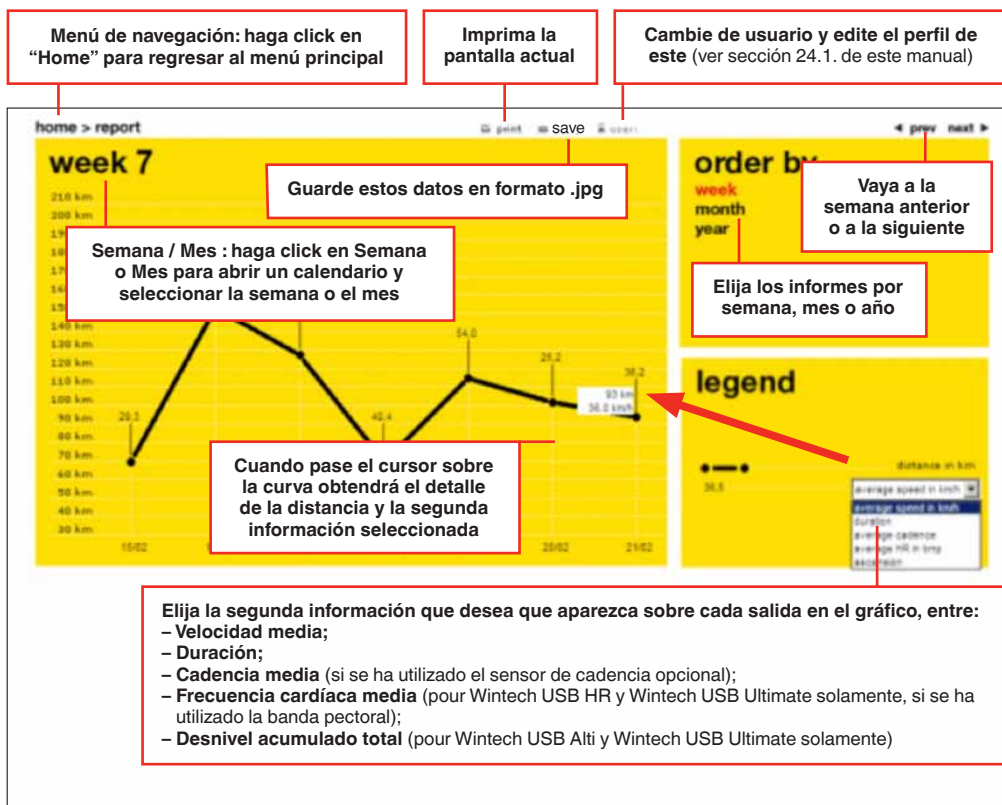 Menú de navegación: haga click en
“Home” para regresar al menú principal
Imprima la
pantalla actual
Cambie de usuario y edite el perfil de
este (ver sección 24.1. de este manual)
home > report
print save user
◄ prev next ►
week 7
Guarde estos datos en formato .jpg
order by
week
month
year
Vaya a la
semana anterior
o a la siguiente
Elija los informes por
semana, mes o año
210 km
200 km
Semana / Mes : haga click en Semana
o Mes para abrir un calendario y
seleccionar la semana o el mes
140 km
130 km
120 km
110 km
100 km
90 km
80 km
70 km
60 km
50 km
40 km
30 km
29,3
42,4
54,0
26,2
36,2
93 km
36.0 km/h
Cuando pase el cursor sobre
la curva obtendrá el detalle
de la distancia y la segunda
información seleccionada
15/02
20/02
21/02
legend
distance in km
36,5
average speed in km/h
average speed in km/h
duration
average cadence
average HR in bmp
ascension
Elija la segunda información que desea que aparezca sobre cada salida en el gráfico, entre:
– Velocidad media;
– Duración;
– Cadencia media (si se ha utilizado el sensor de cadencia opcional);
– Frecuencia cardíaca media (pour Wintech USB HR y Wintech USB Ultimate solamente, si se ha
utilizado la banda pectoral);
– Desnivel acumulado total (pour Wintech USB Alti y Wintech USB Ultimate solamente)